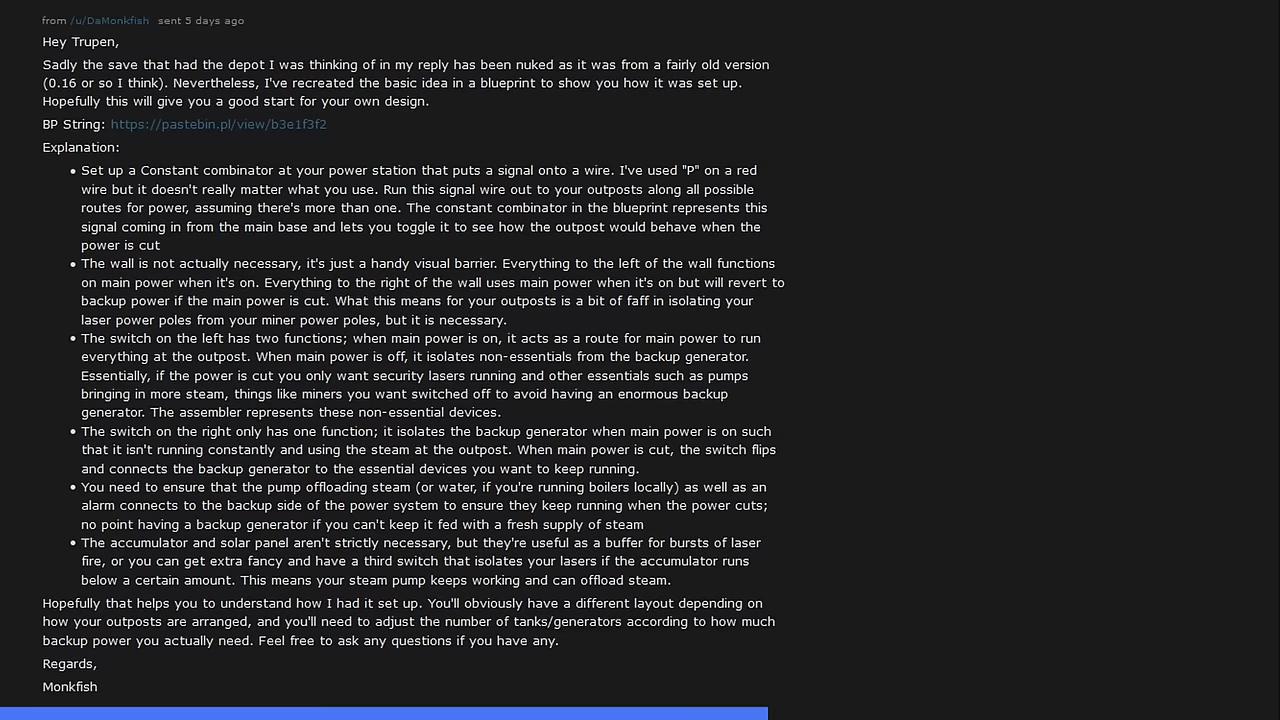 from /u/DaMonkfish sent 5 days ago
Hey Trupen,
Sadly the save that had the depot I was thinking of in my reply has been nuked as it was from a fairly old version
(0.16 or so I think). Nevertheless, I've recreated the basic idea in a blueprint to show you how it was set up.
Hopefully this will give you a good start for your own design.
BP String: https://pastebin.pl/view/b3e1f3f2
Explanation:
• Set up a Constant combinator at your power station that puts a signal onto a wire. I've used "P" on a red
wire but it doesn't really matter what you use. Run this signal wire out to your outposts along all possible
routes for power, assuming there's more than one. The constant combinator in the blueprint represents this
signal coming in from the main base and lets you toggle it to see how the outpost would behave when the
power is cut
• The wall is not actually necessary, it's just a handy visual barrier. Everything to the left of the wall functions
on main power when it's on. Everything to the right of the wall uses main power when it's on but will revert to
backup power if the main power is cut. What this means for your outposts is a bit of faff in isolating your
laser power poles from your miner power poles, but it is necessary.
• The switch on the left has two functions; when main power is on, it acts as a route for main power to run
everything at the outpost. When main power is off, it isolates non-essentials from the backup generator.
Essentially, if the power is cut you only want security lasers running and other essentials such as pumps
bringing in more steam, things like miners you want switched off to avoid having an enormous backup
generator. The assembler represents these non-essential devices.
• The switch on the right only has one function; it isolates the backup generator when main power is on such
that it isn't running constantly and using the steam at the outpost. When main power is cut, the switch flips
and connects the backup generator to the essential devices you want to keep running.
• You need to ensure that the pump offloading steam (or water, if you're running boilers locally) as well as an
alarm connects to the backup side of the power system to ensure they keep running when the power cuts;
no point having a backup generator if you can't keep it fed with a fresh supply of steam
• The accumulator and solar panel aren't strictly necessary, but they're useful as a buffer for bursts of laser
fire, or you can get extra fancy and have a third switch that isolates your lasers if the accumulator runs
below a certain amount. This means your steam pump keeps working and can offload steam.
Hopefully that helps you to understand how I had it set up. You'll obviously have a different layout depending on
how your outposts are arranged, and you'll need to adjust the number of tanks/generators according to how much
backup power you actually need. Feel free to ask any questions if you have any.
Regards,
Monkfish